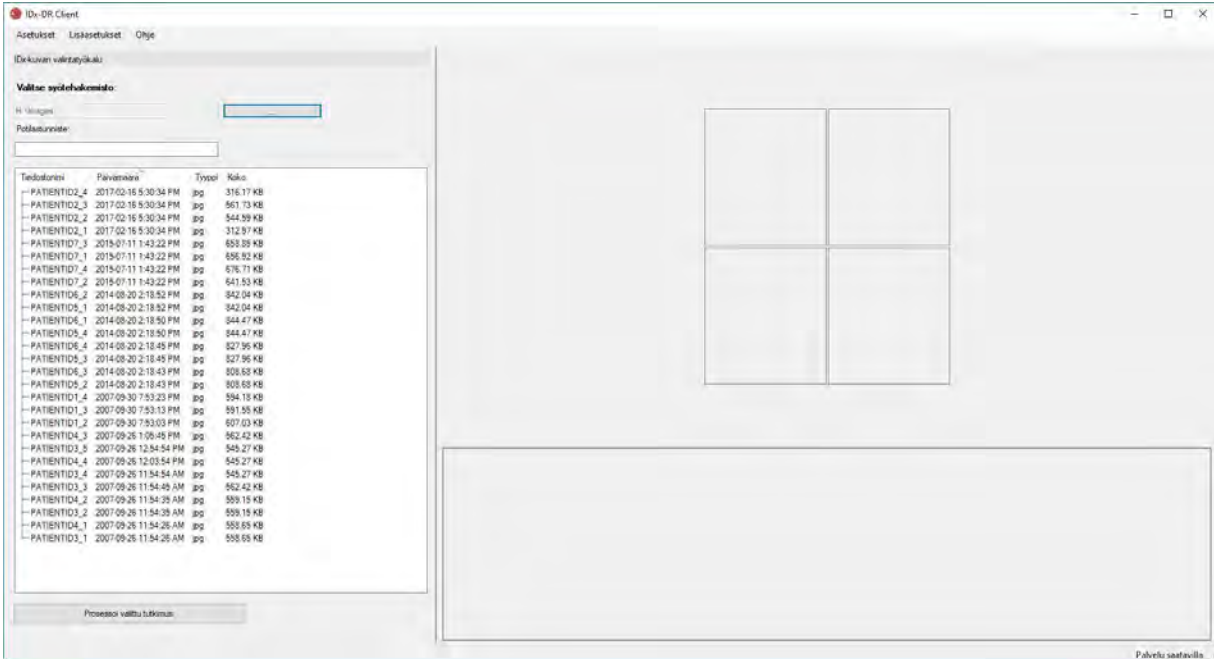 IDx-DR Client
Asetukset Lisäasetukset Ohje
IDx-kuvan valintatyökalu
Valitse syötehakemisto:
...
Potilastunniste:
Tiedostonimi Päivämäärä Tyyppi Koko
PATIENTID2_4 2017-02-16 5:30:34 PM jpg 316.17 KB
PATIENTID2_3 2017-02-16 5:30:34 PM jpg 561.73 KB
PATIENTID2_2 2017-02-16 5:30:34 PM jpg 544.59 KB
PATIENTID2_1 2017-02-16 5:30:34 PM jpg 312.97 KB
PATIENTID7_3 2015-07-11 1:43:22 PM jpg 658.88 KB
PATIENTID7_1 2015-07-11 1:43:22 PM jpg 656.92 KB
PATIENTID7_4 2015-07-11 1:43:22 PM jpg 676.71 KB
PATIENTID7_2 2015-07-11 1:43:22 PM jpg 641.53 KB
PATIENTID6_2 2014-08-20 2:18:52 PM jpg 842.04 KB
PATIENTID5_1 2014-08-20 2:18:52 PM jpg 842.04 KB
PATIENTID6_1 2014-08-20 2:18:50 PM jpg 844.47 KB
PATIENTID5_4 2014-08-20 2:18:50 PM jpg 844.47 KB
PATIENTID6_4 2014-08-20 2:18:45 PM jpg 827.96 KB
PATIENTID5_3 2014-08-20 2:18:45 PM jpg 827.96 KB
PATIENTID6_3 2014-08-20 2:18:43 PM jpg 808.68 KB
PATIENTID5_2 2014-08-20 2:18:43 PM jpg 808.68 KB
PATIENTID1_4 2007-09-30 7:53:23 PM jpg 594.18 KB
PATIENTID1_3 2007-09-30 7:53:13 PM jpg 591.55 KB
PATIENTID1_2 2007-09-30 7:53:03 PM jpg 607.03 KB
PATIENTID4_3 2007-09-26 1:05:45 PM jpg 562.42 KB
PATIENTID3_5 2007-09-26 12:54:54 PM jpg 545.27 KB
PATIENTID4_4 2007-09-26 12:03:54 PM jpg 545.27 KB
PATIENTID3_4 2007-09-26 11:54:54 AM jpg 545.27 KB
PATIENTID3_3 2007-09-26 11:54:45 AM jpg 562.42 KB
PATIENTID4_2 2007-09-26 11:54:35 AM jpg 559.15 KB
PATIENTID3_2 2007-09-26 11:54:35 AM jpg 559.15 KB
PATIENTID4_1 2007-09-26 11:54:26 AM jpg 558.65 KB
PATIENTID3_1 2007-09-26 11:54:26 AM jpg 558.65 KB
Prosessoi valittu tutkimus
Palvelu saatavilla